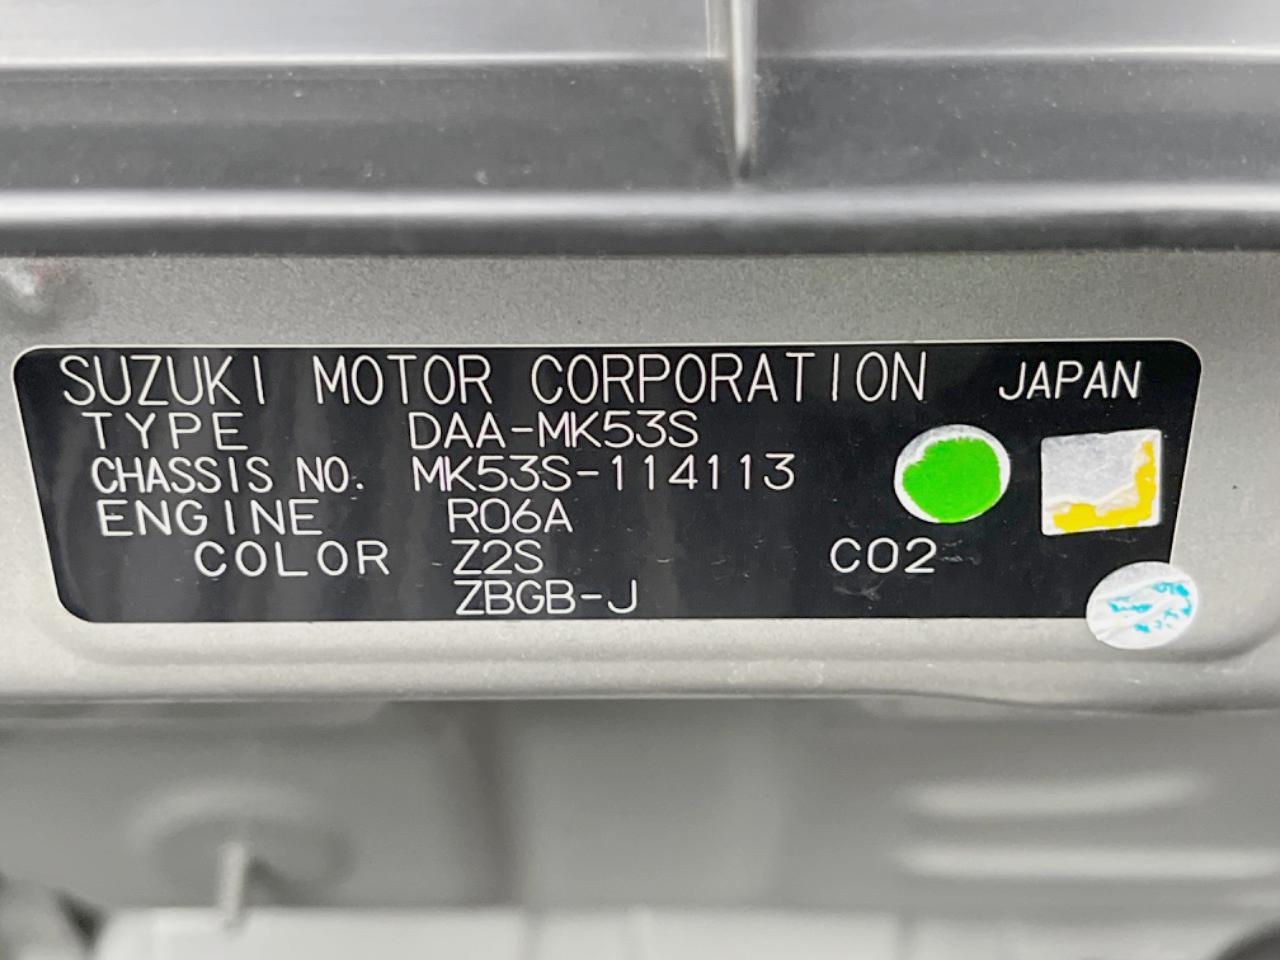 SUZUKI MOTOR CORPORATION JAPAN
TYPE DAA-MK53S
CHASSIS NO. MK53S-114113
ENGINE R06A
COLOR Z2S C02
ZBGB-J